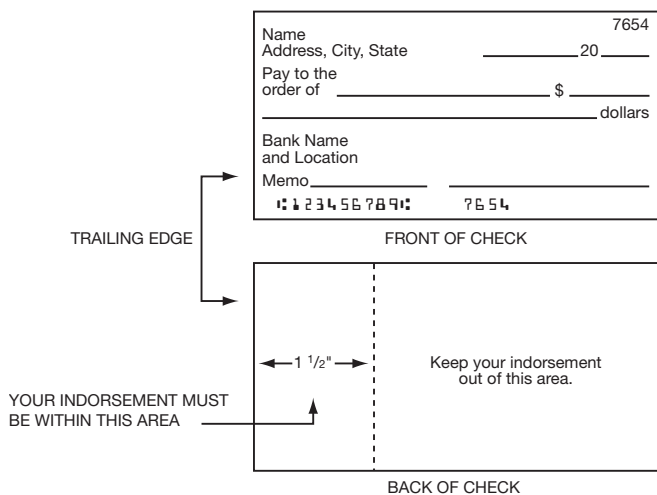 7654
Name
Address, City, State 20
Pay to the
order of $
dollars
Bank Name
and Location
Memo
⑆123456789⑆ 7654
TRAILING EDGE
FRONT OF CHECK
1 1/2"
Keep your indorsement
out of this area.
YOUR INDORSEMENT MUST
BE WITHIN THIS AREA
BACK OF CHECK